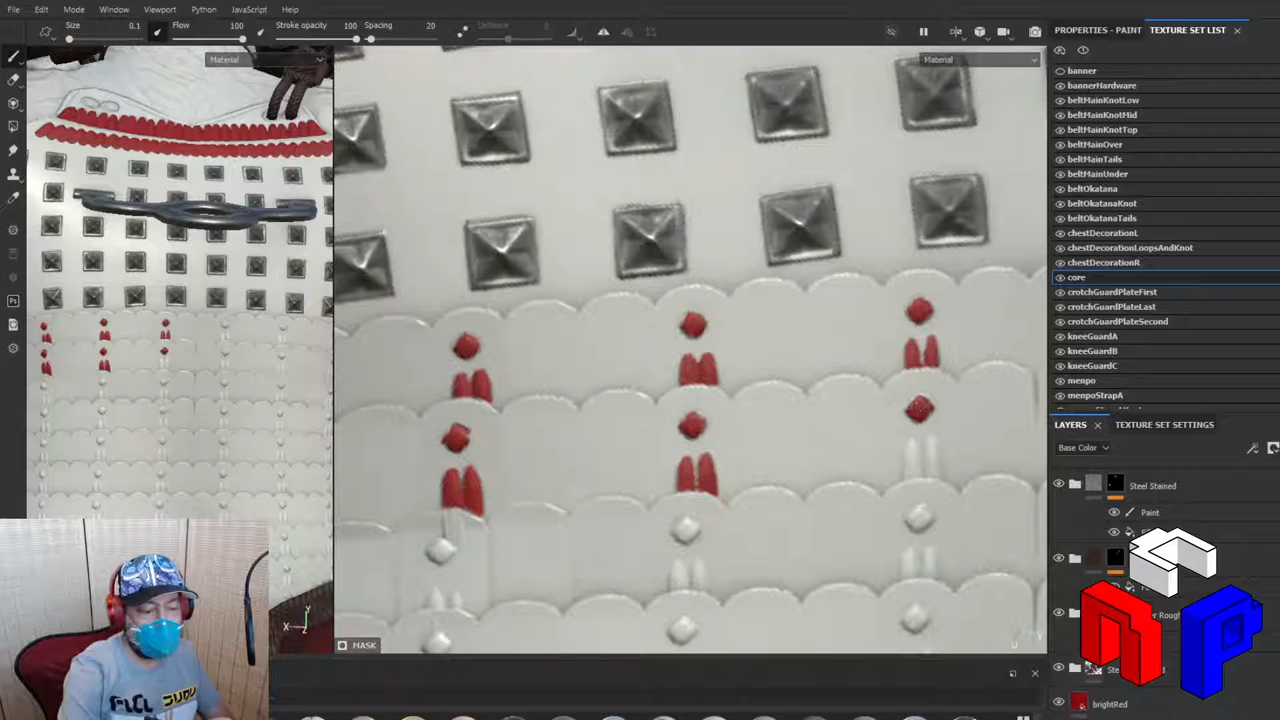 File Edit Mode Window Viewport Python JavaScript Help
Size 0.1 Flow 100 Stroke opacity 100 Spacing 20 Distance 0
PROPERTIES - PAINT TEXTURE SET LIST
Material
Material
banner
bannerHardware
beltMainKnotLow
beltMainKnotMid
beltMainKnotTop
beltMainOver
beltMainTails
beltMainUnder
beltOkatana
beltOkatanaKnot
beltOkatanaTails
chestDecorationL
chestDecorationLoopsAndKnot
chestDecorationR
core
crotchGuardPlateFirst
crotchGuardPlateLast
crotchGuardPlateSecond
kneeGuardA
kneeGuardB
kneeGuardC
menpo
menpoStrapA
LAYERS TEXTURE SET SETTINGS
Base Color
Steel Stained
Paint
brightRed
MASK
Ps
Y
X
Z